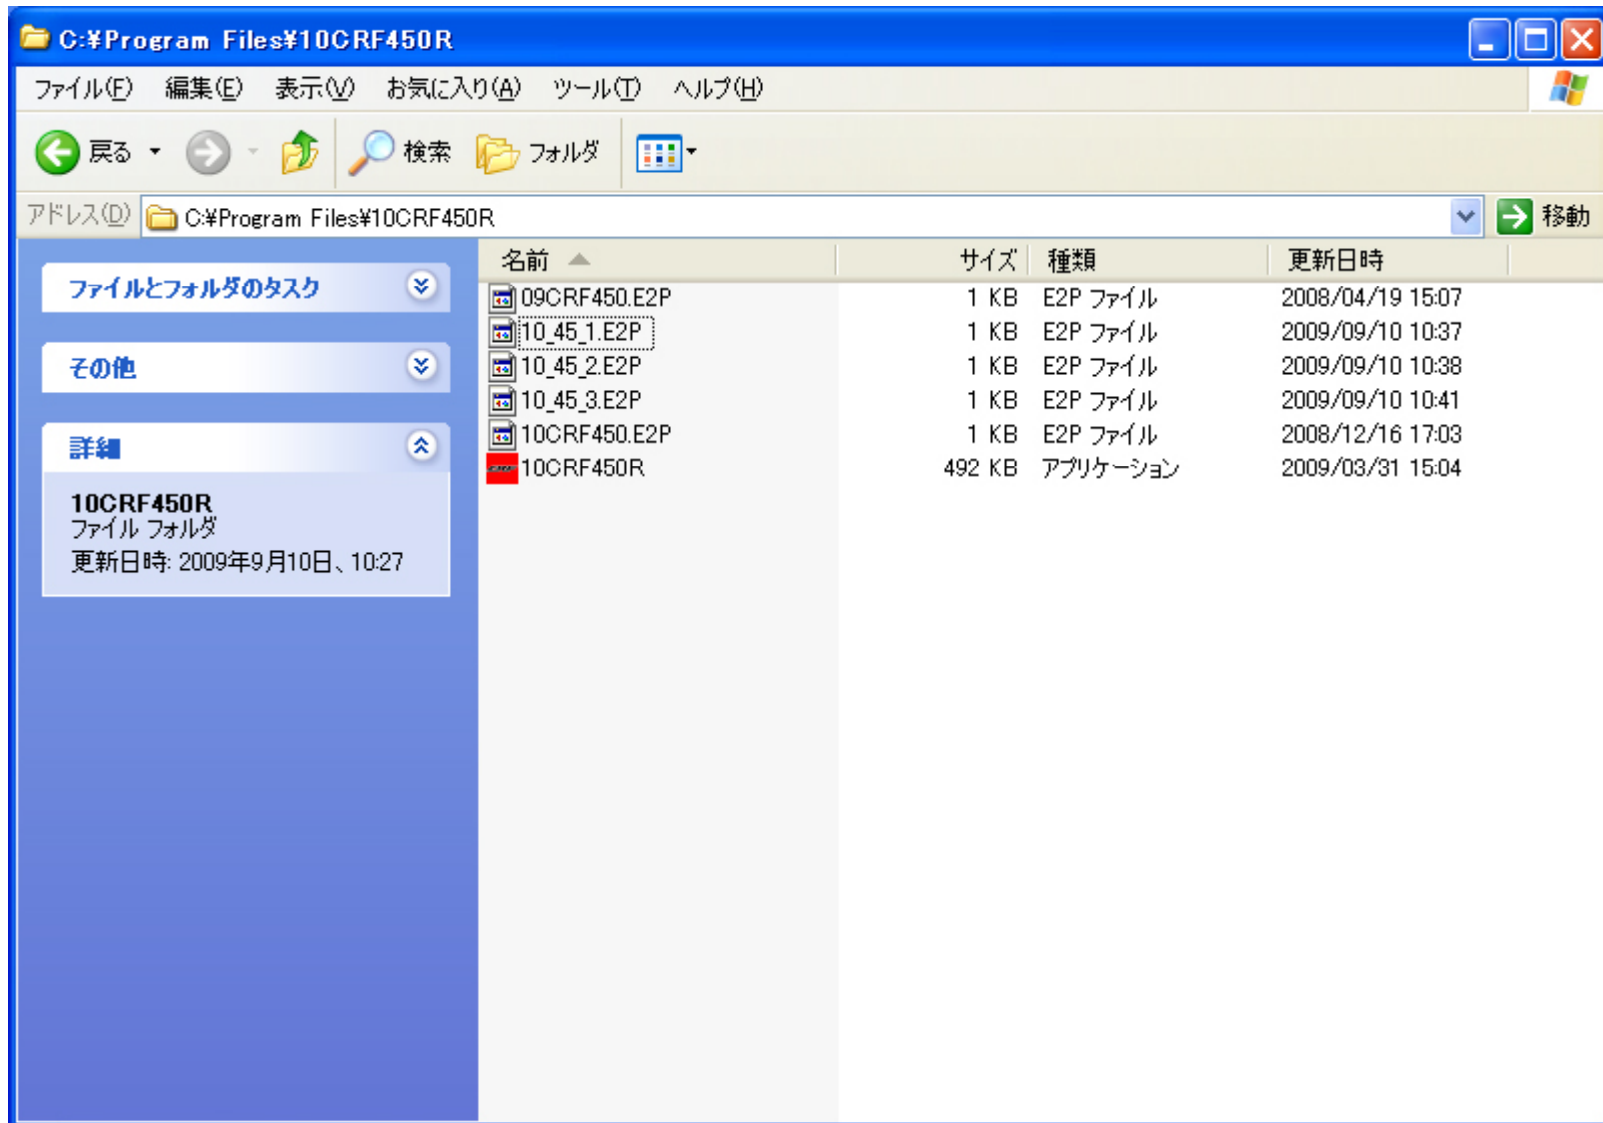 C:¥Program Files¥10CRF450R
ファイル(F) 編集(E) 表示(V) お気に入り(A) ツール(T) ヘルプ(H)
戻る 検索 フォルダ
アドレス(D) C:¥Program Files¥10CRF450R 移動
名前 サイズ 種類 更新日時
ファイルとフォルダのタスク
その他
詳細
10CRF450R
ファイル フォルダ
更新日時: 2009年9月10日、10:27
09CRF450.E2P 1 KB E2P ファイル 2008/04/19 15:07
10_45_1.E2P 1 KB E2P ファイル 2009/09/10 10:37
10_45_2.E2P 1 KB E2P ファイル 2009/09/10 10:38
10_45_3.E2P 1 KB E2P ファイル 2009/09/10 10:41
10CRF450.E2P 1 KB E2P ファイル 2008/12/16 17:03
10CRF450R 492 KB アプリケーション 2009/03/31 15:04